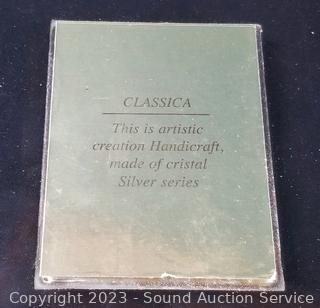 CLASSICA
This is artistic
creation Handicraft,
made of cristal
Silver series
Copyright 2023 - Sound Auction Service